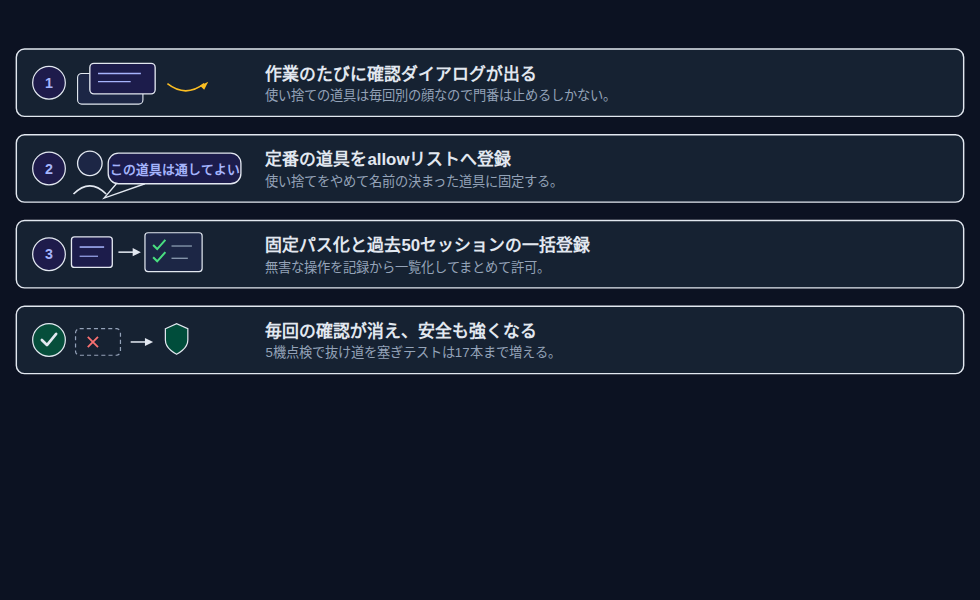 1
作業のたびに確認ダイアログが出る
使い捨ての道具は毎回別の顔なので門番は止めるしかない。
2
この道具は通してよい
定番の道具をallowリストへ登録
使い捨てをやめて名前の決まった道具に固定する。
3
固定パス化と過去50セッションの一括登録
無害な操作を記録から一覧化してまとめて許可。
毎回の確認が消え、安全も強くなる
5機点検で抜け道を塞ぎテストは17本まで増える。